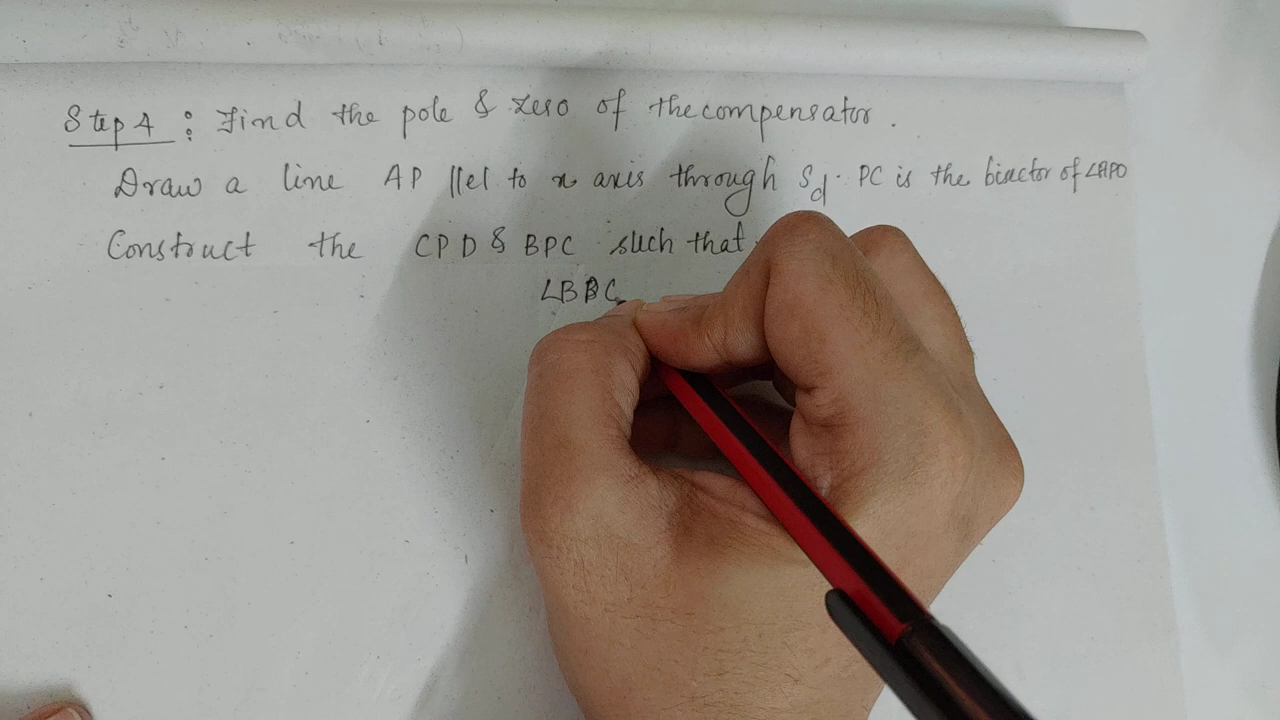 Step 4 : Find the pole & zero of the compensator.
Draw a line AP llel to x axis through Sd. PC is the bisector of ∠APO
Construct the CPD & BPC such that
∠BPC